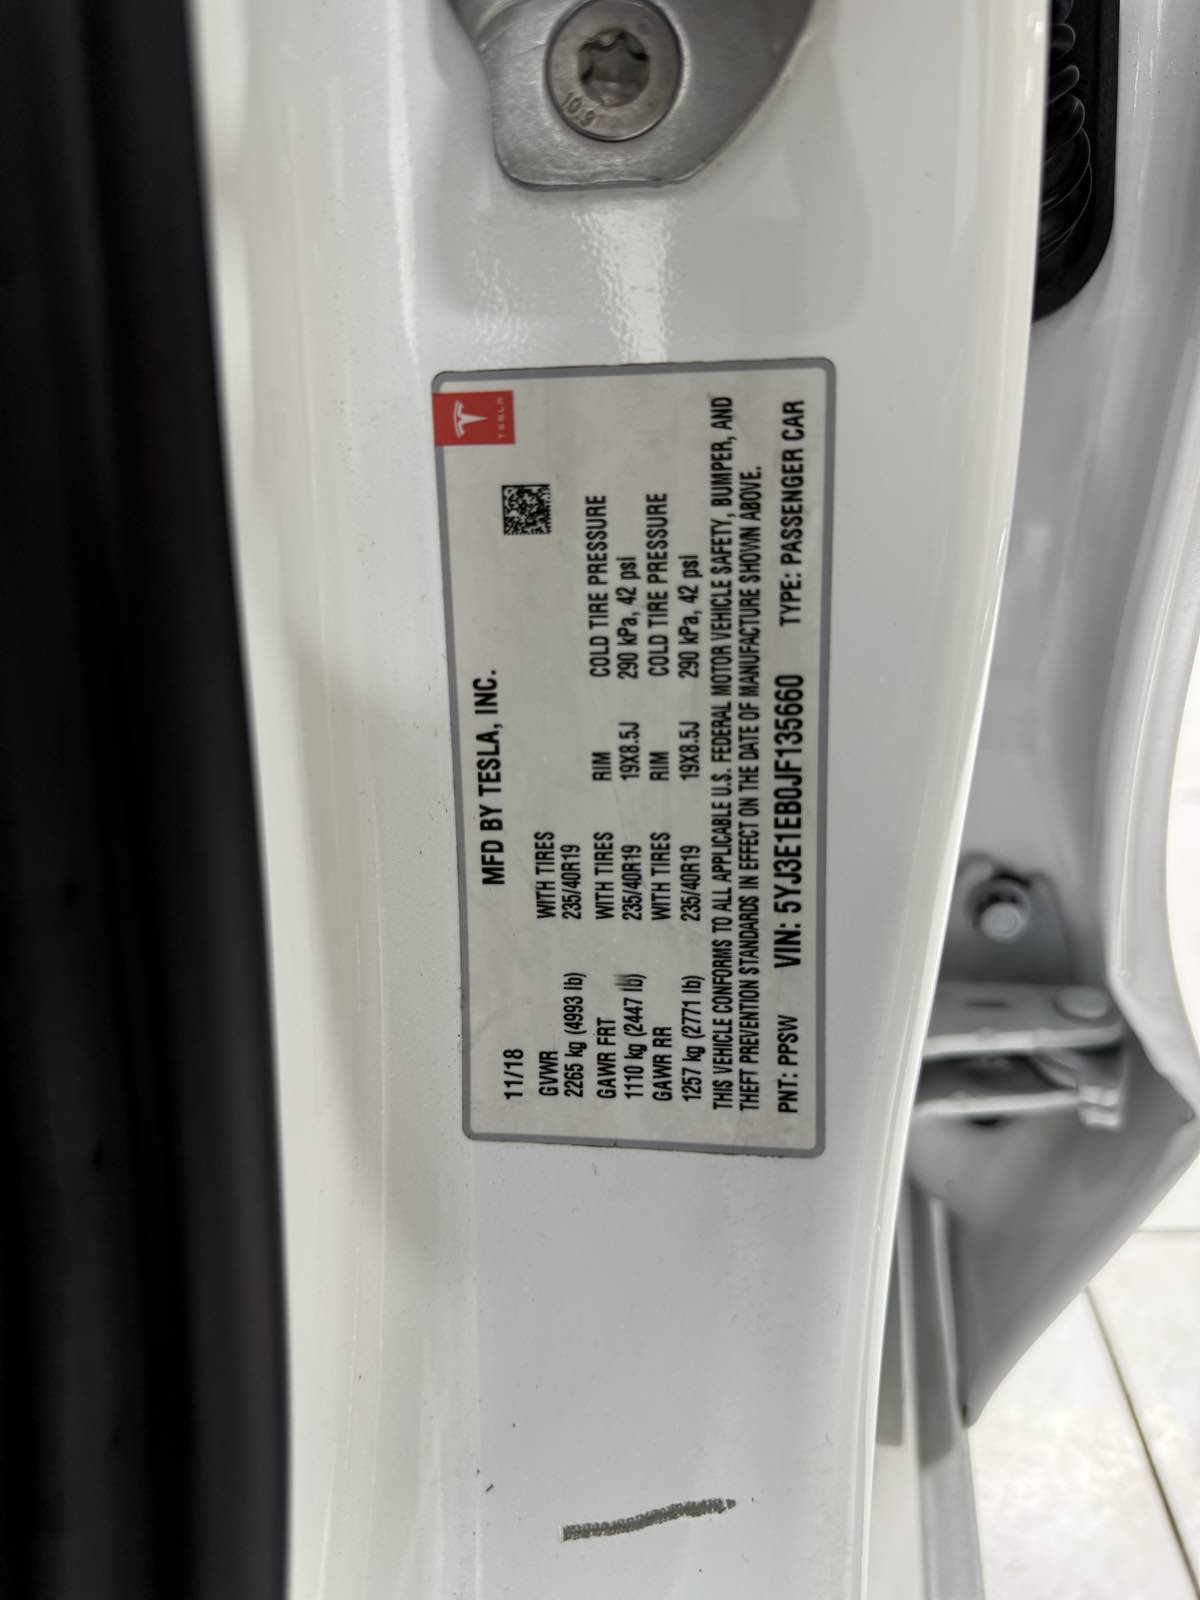 10.9
TESLA
MFD BY TESLA, INC.
11/18
GVWR WITH TIRES
2265 kg (4993 lb) 235/40R19
GAWR FRT WITH TIRES RIM COLD TIRE PRESSURE
1110 kg (2447 lb) 235/40R19 19X8.5J 290 kPa, 42 psi
GAWR RR WITH TIRES RIM COLD TIRE PRESSURE
1257 kg (2771 lb) 235/40R19 19X8.5J 290 kPa, 42 psi
THIS VEHICLE CONFORMS TO ALL APPLICABLE U.S. FEDERAL MOTOR VEHICLE SAFETY, BUMPER, AND
THEFT PREVENTION STANDARDS IN EFFECT ON THE DATE OF MANUFACTURE SHOWN ABOVE.
PNT: PPSW VIN: 5YJ3E1EB0JF135660 TYPE: PASSENGER CAR